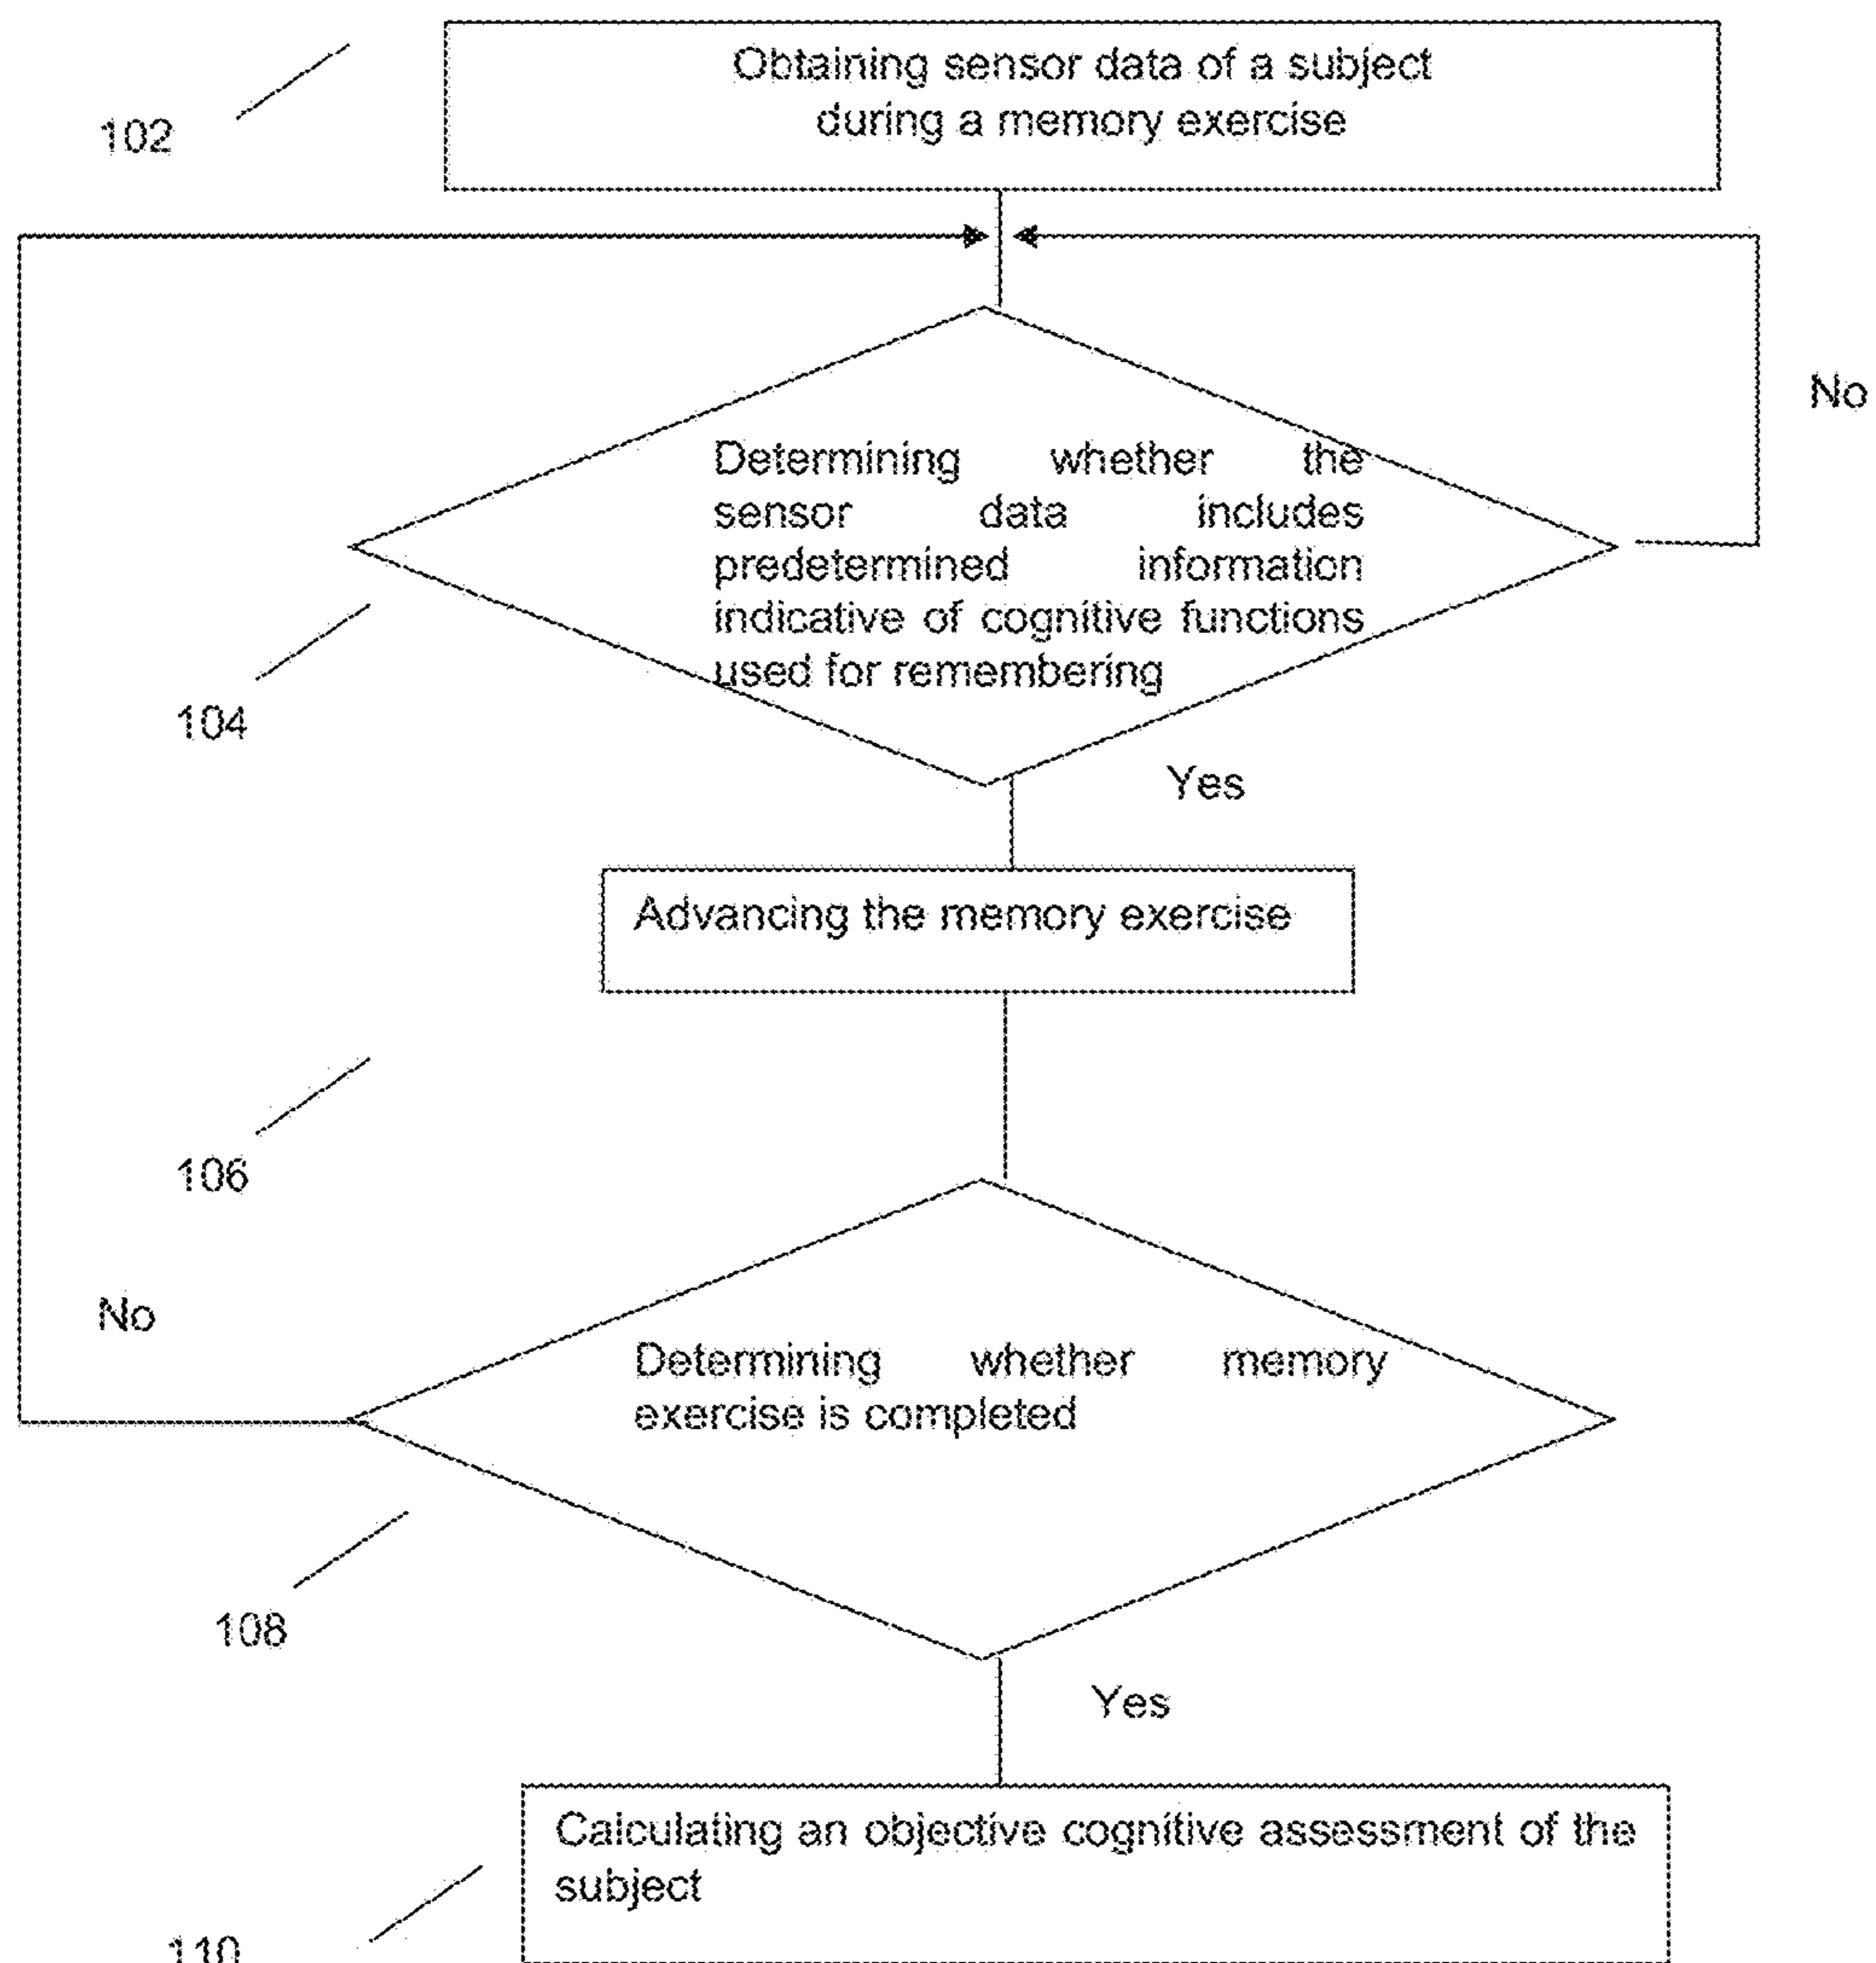 Obtaining sensor data of a subject
during a memory exercise
102
No
Determining whether the
sensor data includes
predetermined information
indicative of cognitive functions
used for remembering
104
Yes
Advancing the memory exercise
106
No
Determining whether memory
exercise is completed
108
Yes
Calculating an objective cognitive assessment of the
subject
110